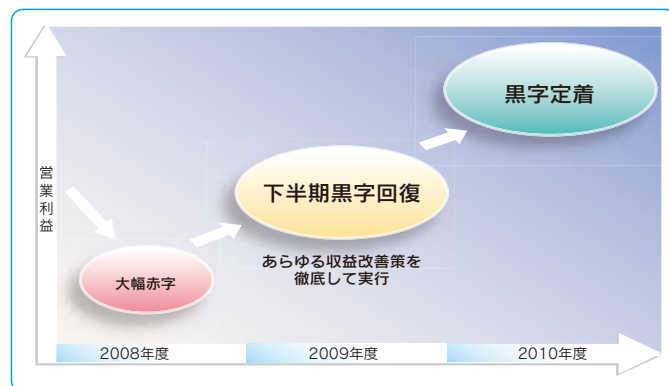 営業利益
黒字定着
下半期黒字回復
あらゆる収益改善策を
徹底して実行
大幅赤字
2008年度
2009年度
2010年度